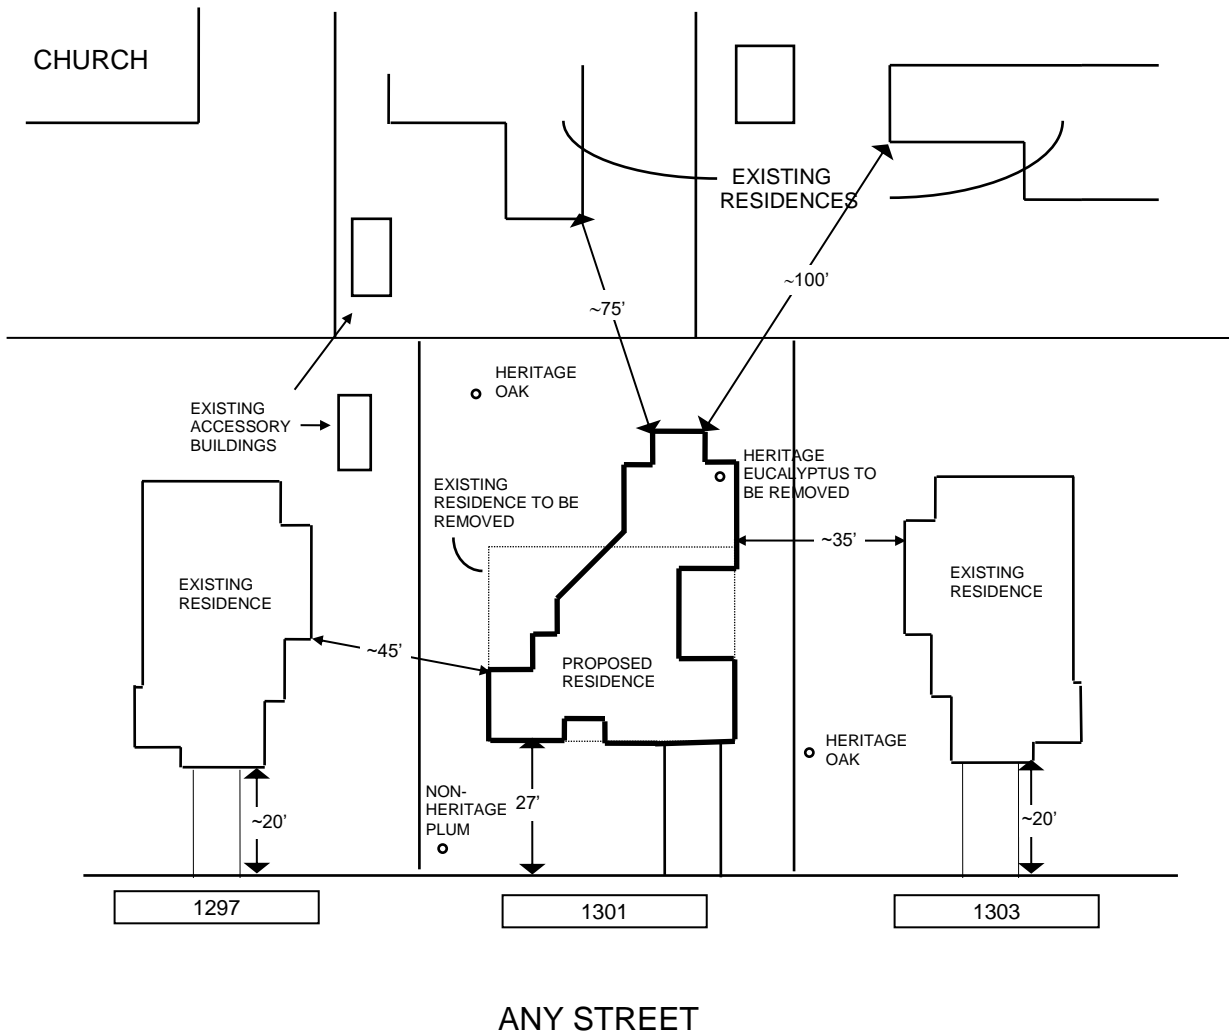 CHURCH
EXISTING
RESIDENCES
~100’
~75’
HERITAGE
OAK
EXISTING
ACCESSORY
BUILDINGS
HERITAGE
EUCALYPTUS TO
BE REMOVED
EXISTING
RESIDENCE TO BE
REMOVED
~35’
EXISTING
RESIDENCE
EXISTING
RESIDENCE
~45’
PROPOSED
RESIDENCE
HERITAGE
OAK
NON-
HERITAGE
PLUM
27’
~20’
~20’
1297
1301
1303
ANY STREET